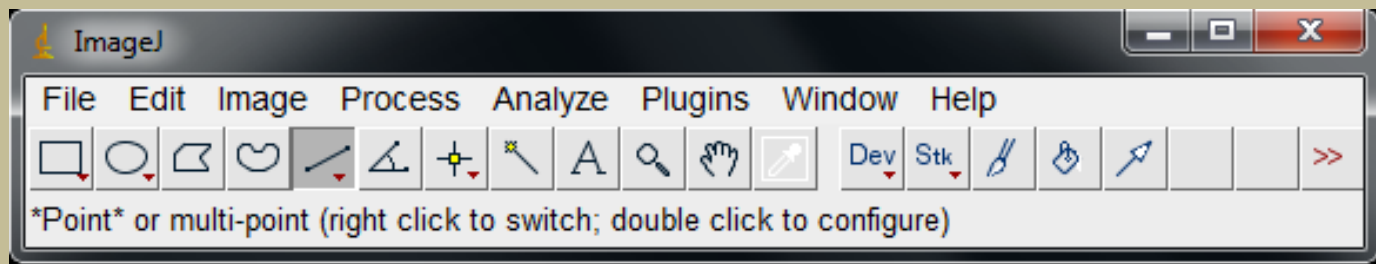 ImageJ
File Edit Image Process Analyze Plugins Window Help
A Dev Stk >>
*Point* or multi-point (right click to switch; double click to configure)